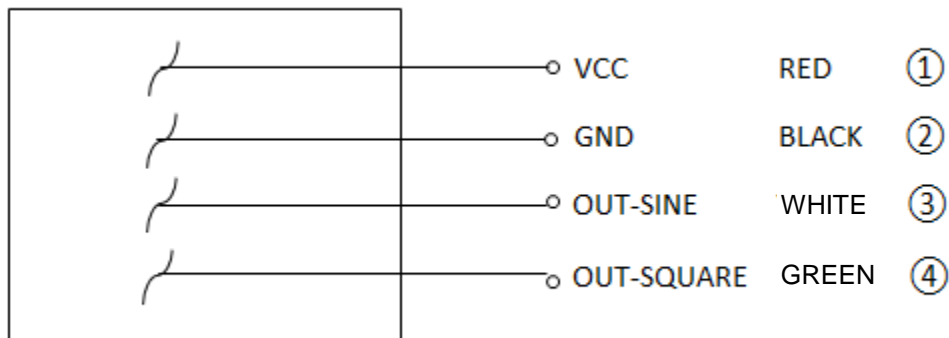 VCC RED ①
GND BLACK ②
OUT-SINE WHITE ③
OUT-SQUARE GREEN ④